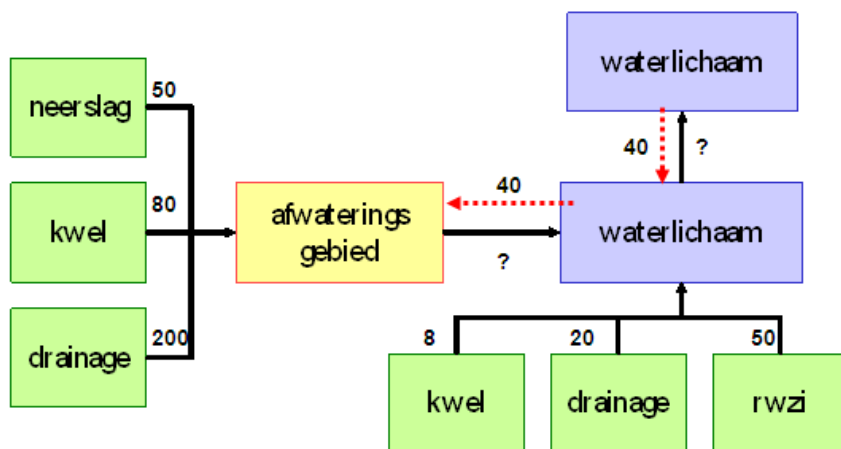 waterlichaam
50
neerslag
40
?
80
40
kwel
afwaterings
gebied
waterlichaam
?
200
drainage
8
20
50
kwel
drainage
rwzi